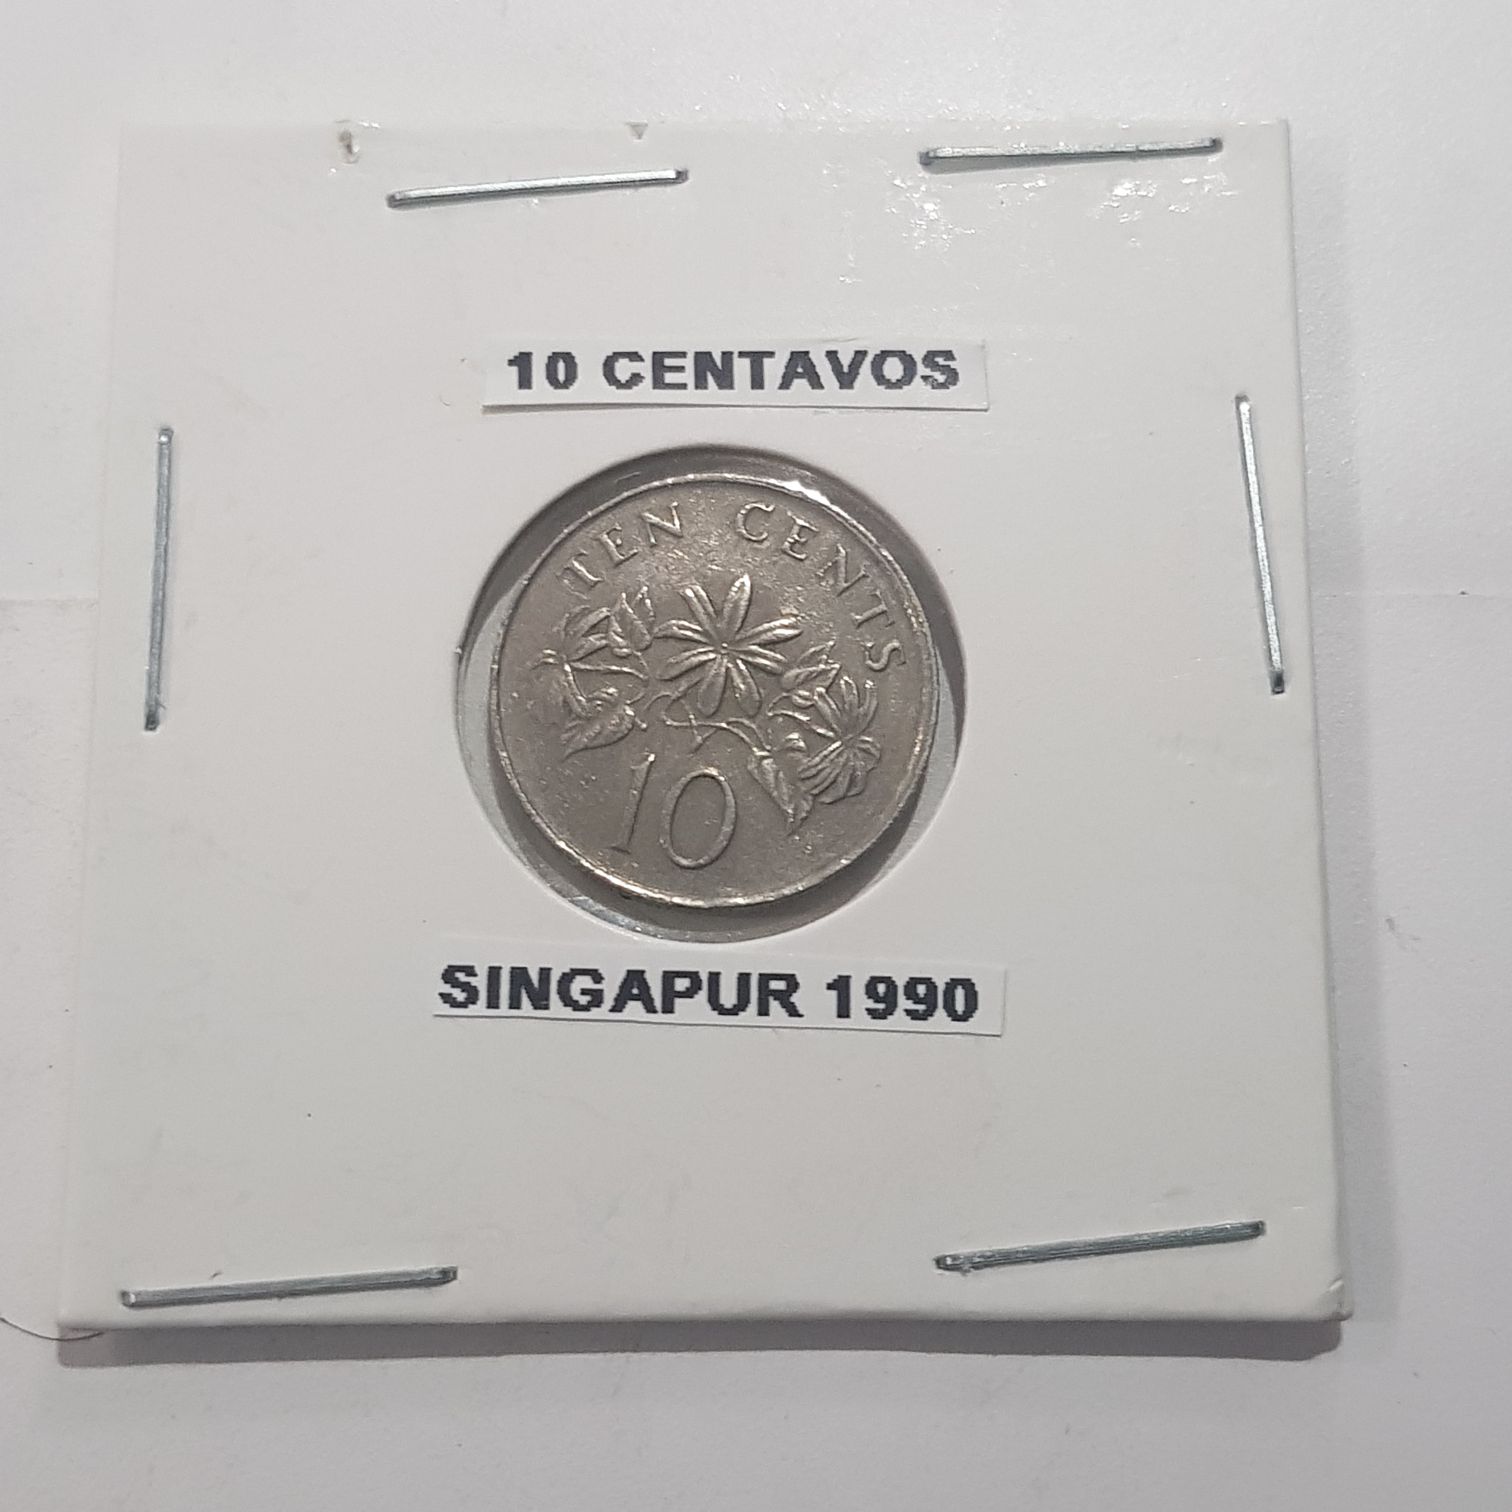 10 CENTAVOS
TEN CENTS
10
SINGAPUR 1990